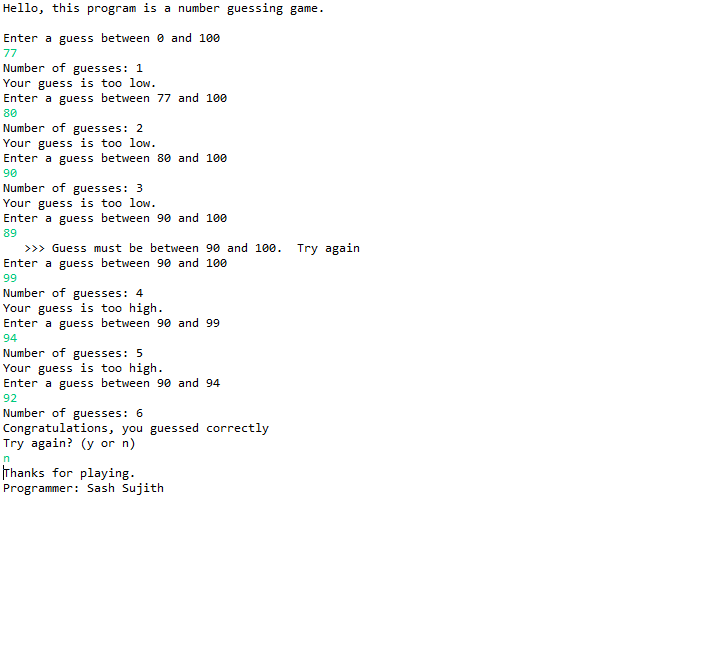 Hello, this program is a number guessing game.
Enter a guess between 0 and 100
77
Number of guesses: 1
Your guess is too low.
Enter a guess between 77 and 100
80
Number of guesses: 2
Your guess is too low.
Enter a guess between 80 and 100
90
Number of guesses: 3
Your guess is too low.
Enter a guess between 90 and 100
89
   >>> Guess must be between 90 and 100.  Try again
Enter a guess between 90 and 100
99
Number of guesses: 4
Your guess is too high.
Enter a guess between 90 and 99
94
Number of guesses: 5
Your guess is too high.
Enter a guess between 90 and 94
92
Number of guesses: 6
Congratulations, you guessed correctly
Try again? (y or n)
n
Thanks for playing.
Programmer: Sash Sujith